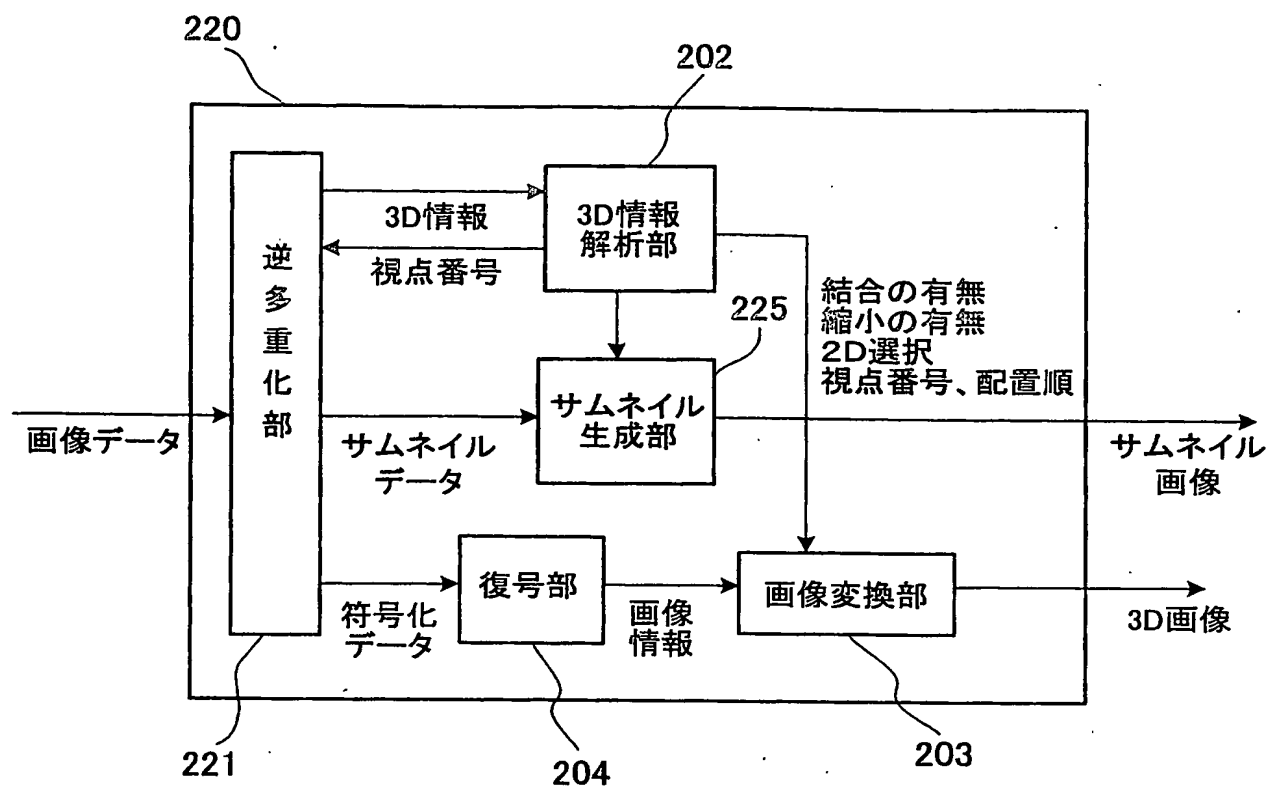 220
202
3D情報
3D情報
解析部
視点番号
逆多重化部
225
結合の有無
縮小の有無
2D選択
視点番号、配置順
画像データ
サムネイル
データ
サムネイル
生成部
サムネイル
画像
符号化
データ
復号部
画像
情報
画像変換部
3D画像
221
204
203